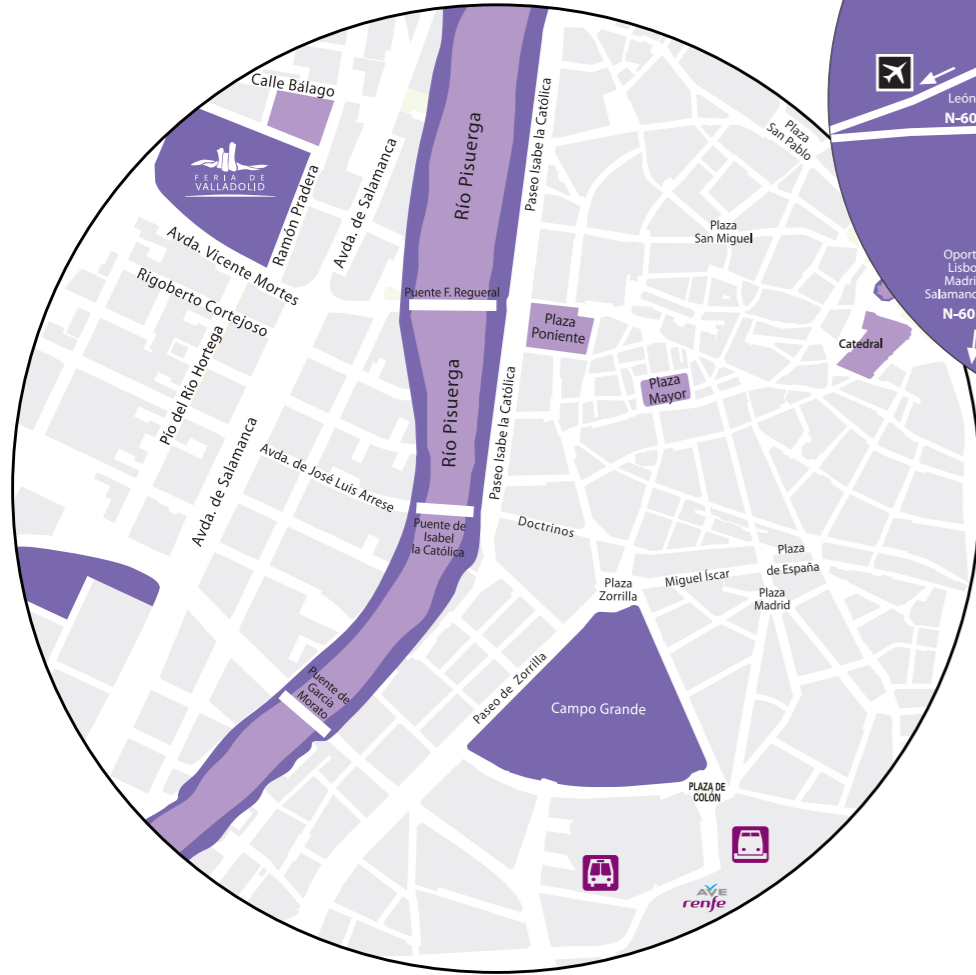 Calle Bálago
FERIA DE
VALLADOLID
Ramón Pradera
Avda. de Salamanca
Río Pisuerga
Paseo Isabe la Católica
Plaza
San Pablo
León
N-60
Plaza
San Miguel
Avda. Vicente Mortes
Rigoberto Cortejoso
Puente F. Regueral
Plaza
Poniente
Oport
Lisbo
Madri
Salamanc
N-60
Catedral
Pío del Río Hortega
Río Pisuerga
Paseo Isabe la Católica
Plaza
Mayor
Avda. de Salamanca
Avda. de José Luis Arrese
Puente de
Isabel
la Católica
Doctrinos
Plaza
de España
Miguel Íscar
Plaza
Zorrilla
Plaza
Madrid
Puente de
García
Morato
Paseo de Zorrilla
Campo Grande
PLAZA DE
COLÓN
AVE
renfe